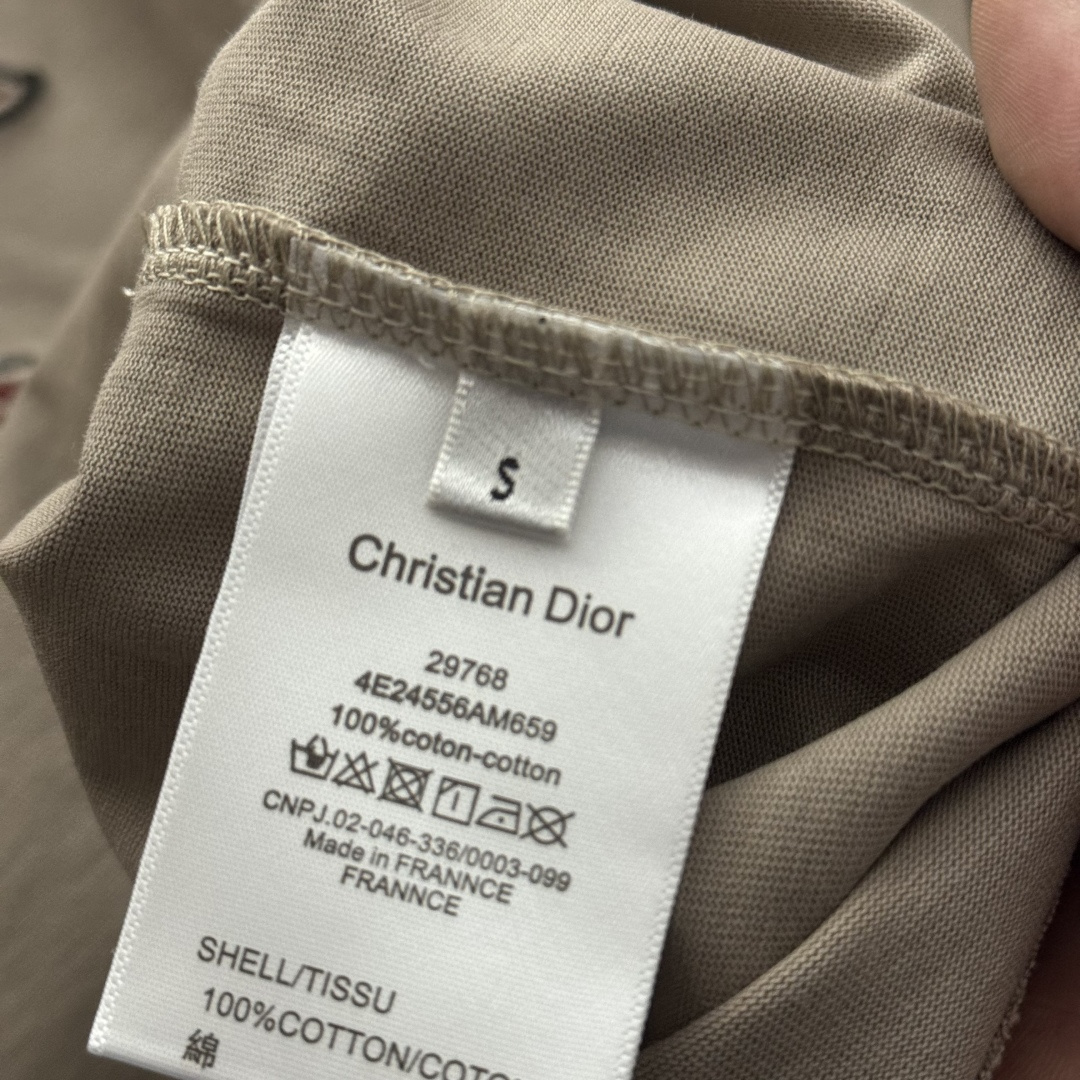 S
Christian Dior
29768
4E24556AM659
100%coton-cotton
CNPJ.02-046-336/0003-099
Made in FRANNCE
FRANNCE
SHELL/TISSU
100%COTTON/COTO
綿